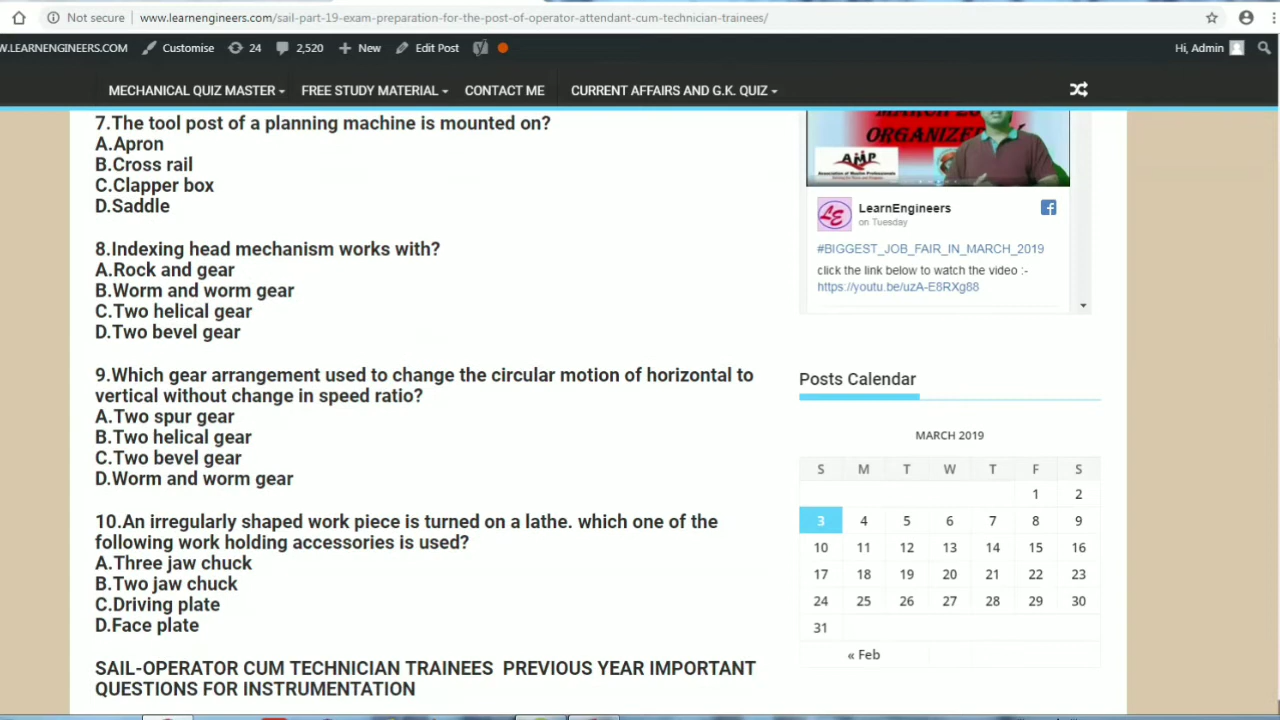 Not secure www.learnengineers.com/sail-part-19-exam-preparation-for-the-post-of-operator-attendant-cum-technician-trainees/
W.LEARNENGINEERS.COM Customise 24 2,520 New Edit Post Hi, Admin
MECHANICAL QUIZ MASTER FREE STUDY MATERIAL CONTACT ME CURRENT AFFAIRS AND G.K. QUIZ
7.The tool post of a planning machine is mounted on?
A.Apron
B.Cross rail
C.Clapper box
D.Saddle
8.Indexing head mechanism works with?
A.Rock and gear
B.Worm and worm gear
C.Two helical gear
D.Two bevel gear
9.Which gear arrangement used to change the circular motion of horizontal to
vertical without change in speed ratio?
A.Two spur gear
B.Two helical gear
C.Two bevel gear
D.Worm and worm gear
10.An irregularly shaped work piece is turned on a lathe. which one of the
following work holding accessories is used?
A.Three jaw chuck
B.Two jaw chuck
C.Driving plate
D.Face plate
SAIL-OPERATOR CUM TECHNICIAN TRAINEES PREVIOUS YEAR IMPORTANT
QUESTIONS FOR INSTRUMENTATION
ORGANIZE
AMP
Association of Muslim Professionals
LE
LearnEngineers
on Tuesday
#BIGGEST_JOB_FAIR_IN_MARCH_2019
click the link below to watch the video :-
https://youtu.be/uzA-E8RXg88
Posts Calendar
MARCH 2019
S M T W T F S
1 2
3 4 5 6 7 8 9
10 11 12 13 14 15 16
17 18 19 20 21 22 23
24 25 26 27 28 29 30
31
« Feb